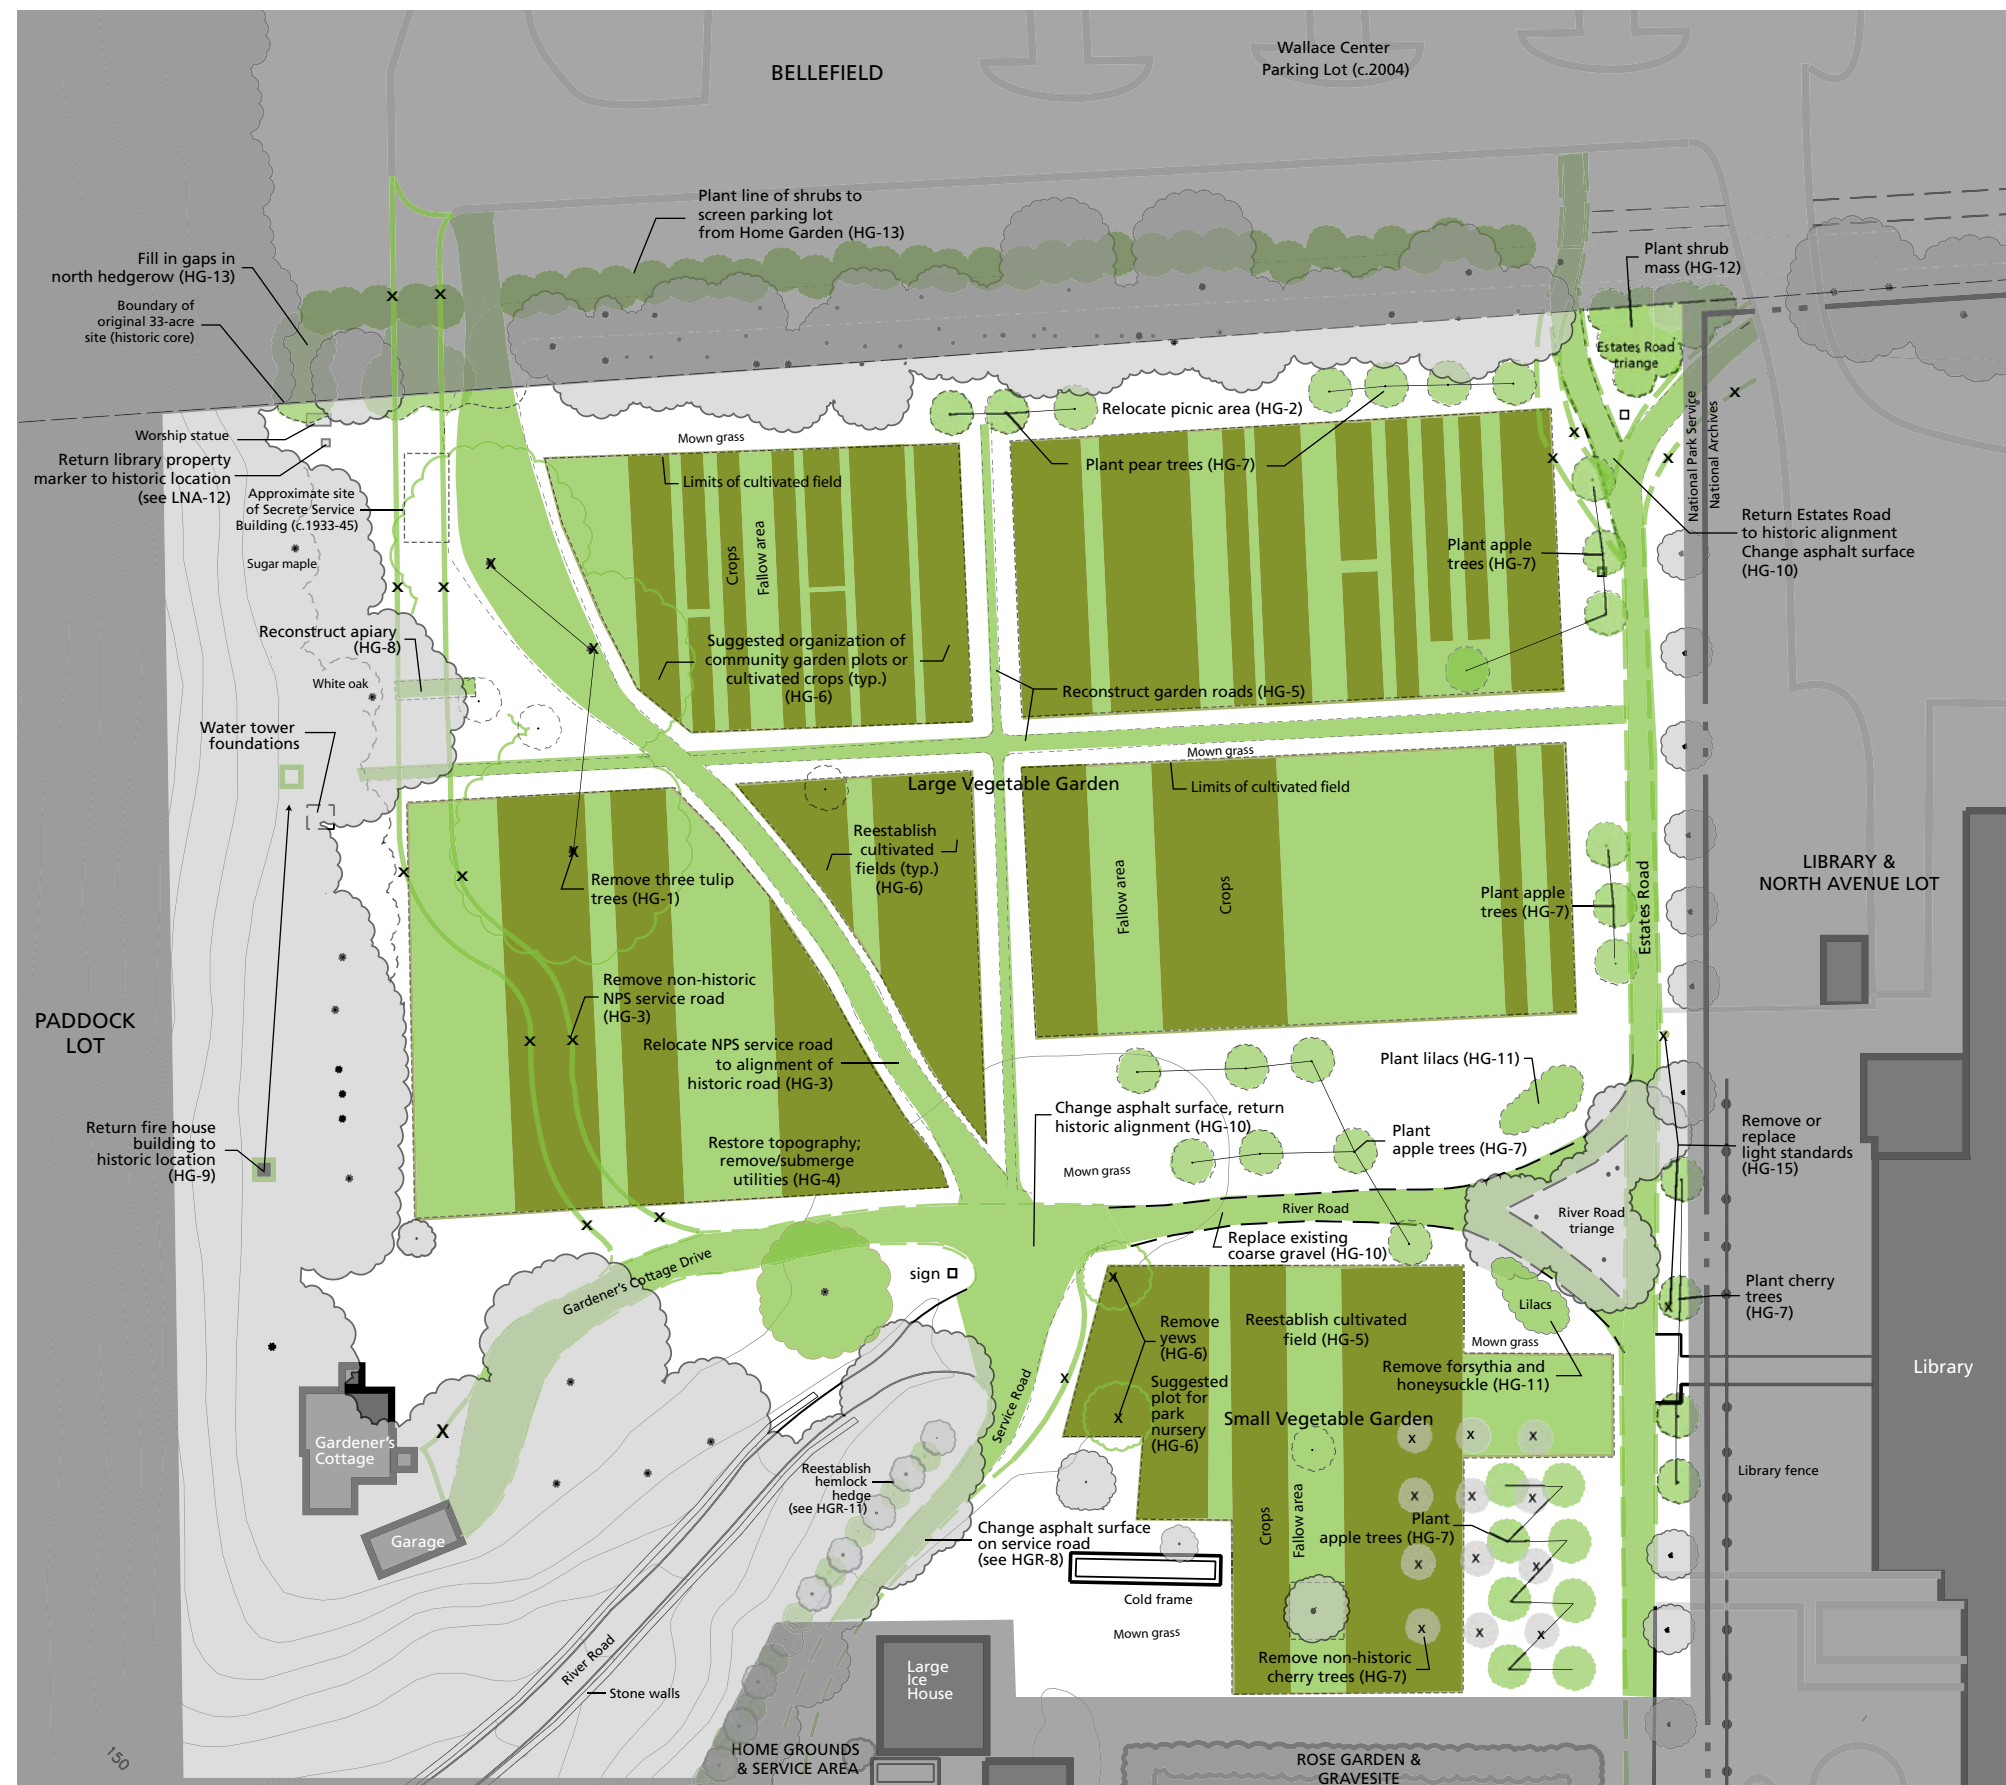 Wallace Center
Parking Lot (c.2004)
BELLEFIELD
Plant line of shrubs to
screen parking lot
from Home Garden (HG-13)
Fill in gaps in
north hedgerow (HG-13)
Boundary of
original 33-acre
site (historic core)
Plant shrub
mass (HG-12)
Estates Road
triange
Worship statue
Return library property
marker to historic location
(see LNA-12)
Approximate site
of Secrete Service
Building (c.1933-45)
Sugar maple
Mown grass
Limits of cultivated field
Relocate picnic area (HG-2)
Plant pear trees (HG-7)
National Park Service
National Archives
Crops
Fallow area
Plant apple
trees (HG-7)
Return Estates Road
to historic alignment
Change asphalt surface
(HG-10)
Reconstruct apiary
(HG-8)
White oak
Suggested organization of
community garden plots or
cultivated crops (typ.)
(HG-6)
Reconstruct garden roads (HG-5)
Water tower
foundations
Mown grass
Large Vegetable Garden
Limits of cultivated field
Reestablish
cultivated
fields (typ.)
(HG-6)
Remove three tulip
trees (HG-1)
Fallow area
Crops
Plant apple
trees (HG-7)
Estates Road
LIBRARY &
NORTH AVENUE LOT
PADDOCK
LOT
Remove non-historic
NPS service road
(HG-3)
Relocate NPS service road
to alignment of
historic road (HG-3)
Plant lilacs (HG-11)
Change asphalt surface, return
historic alignment (HG-10)
Return fire house
building to
historic location
(HG-9)
Restore topography;
remove/submerge
utilities (HG-4)
Mown grass
Plant
apple trees (HG-7)
Remove or
replace
light standards
(HG-15)
River Road
River Road
triange
Replace existing
coarse gravel (HG-10)
Gardener's Cottage Drive
sign
Plant cherry
trees
(HG-7)
Lilacs
Remove
yews
(HG-6)
Reestablish cultivated
field (HG-5)
Mown grass
Remove forsythia and
honeysuckle (HG-11)
Library
Suggested
plot for
park
nursery
(HG-6)
Small Vegetable Garden
Service Road
Gardener's
Cottage
Reestablish
hemlock
hedge
(see HGR-11)
Library fence
Garage
Change asphalt surface
on service road
(see HGR-8)
Crops
Fallow area
Plant
apple trees (HG-7)
Cold frame
Mown grass
River Road
Stone walls
Large
Ice
House
Remove non-historic
cherry trees (HG-7)
150
HOME GROUNDS
& SERVICE AREA
ROSE GARDEN &
GRAVESITE